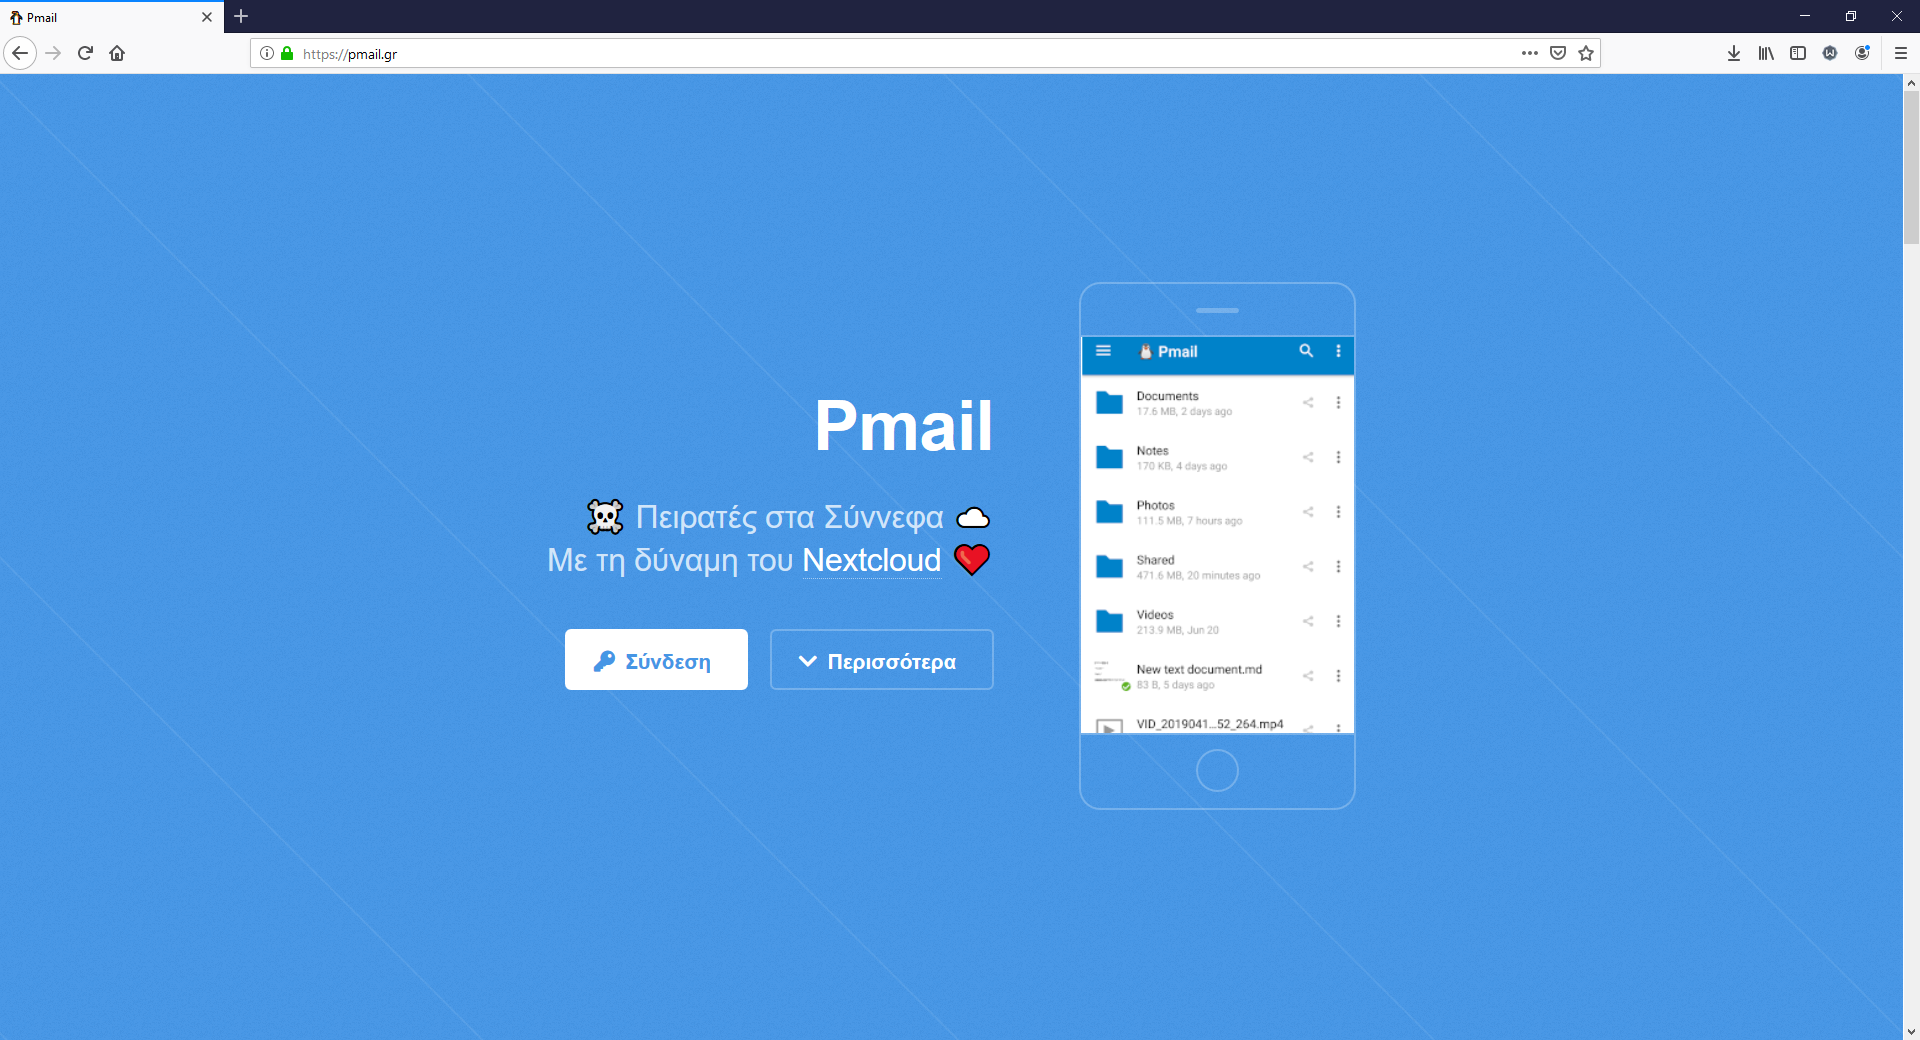 Pmail
https://pmail.gr
Pmail
☠️ Πειρατές στα Σύννεφα ☁️
Με τη δύναμη του Nextcloud ❤️
Σύνδεση
Περισσότερα
Pmail
Documents
17.6 MB, 2 days ago
Notes
170 KB, 4 days ago
Photos
111.5 MB, 7 hours ago
Shared
471.6 MB, 20 minutes ago
Videos
213.9 MB, Jun 20
New text document.md
83 B, 5 days ago
VID_2019041...52_264.mp4